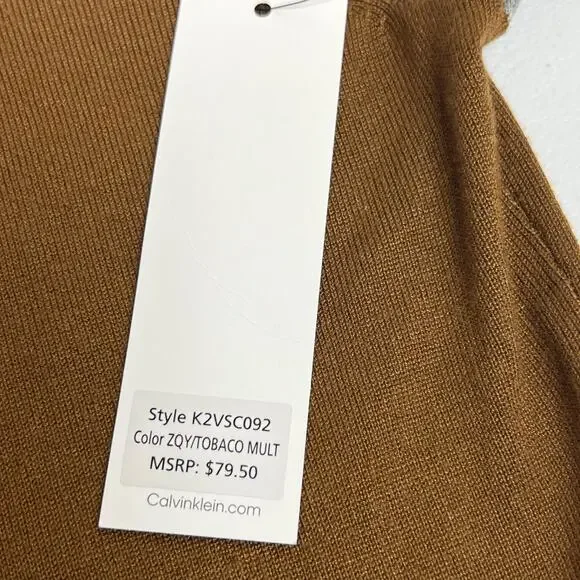 Style K2VSC092
Color ZQY/TOBACO MULT
MSRP: $79.50
Calvinklein.com